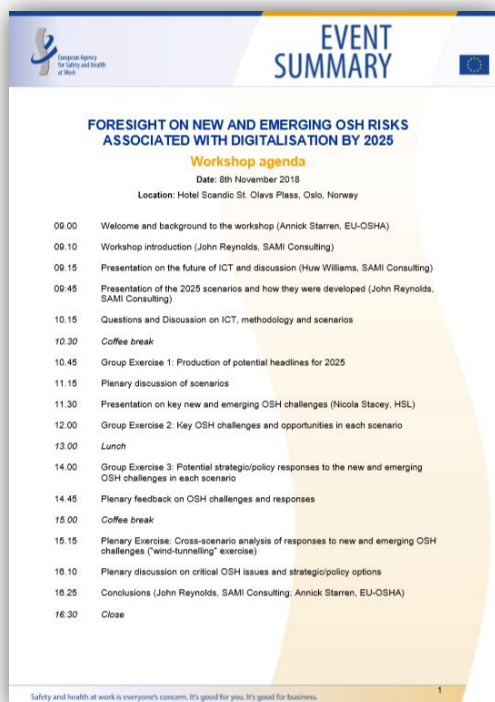 European Agency
for Safety and Health
at Work
EVENT
SUMMARY
FORESIGHT ON NEW AND EMERGING OSH RISKS
ASSOCIATED WITH DIGITALISATION BY 2025
Workshop agenda
Date: 8th November 2018
Location: Hotel Scandic St. Olavs Plass, Oslo, Norway
09.00 Welcome and background to the workshop (Annick Starren, EU-OSHA)
09.10 Workshop introduction (John Reynolds, SAMI Consulting)
09.15 Presentation on the future of ICT and discussion (Huw Williams, SAMI Consulting)
09:45 Presentation of the 2025 scenarios and how they were developed (John Reynolds,
SAMI Consulting)
10.15 Questions and Discussion on ICT, methodology and scenarios
10.30 Coffee break
10.45 Group Exercise 1: Production of potential headlines for 2025
11.15 Plenary discussion of scenarios
11.30 Presentation on key new and emerging OSH challenges (Nicola Stacey, HSL)
12.00 Group Exercise 2: Key OSH challenges and opportunities in each scenario
13.00 Lunch
14.00 Group Exercise 3: Potential strategic/policy responses to the new and emerging
OSH challenges in each scenario
14.45 Plenary feedback on OSH challenges and responses
15.00 Coffee break
15.15 Plenary Exercise: Cross-scenario analysis of responses to new and emerging OSH
challenges ("wind-tunnelling" exercise)
16.10 Plenary discussion on critical OSH issues and strategic/policy options
16.25 Conclusions (John Reynolds, SAMI Consulting; Annick Starren, EU-OSHA)
16:30 Close
1
Safety and health at work is everyone's concern. It's good for you. It's good for business.